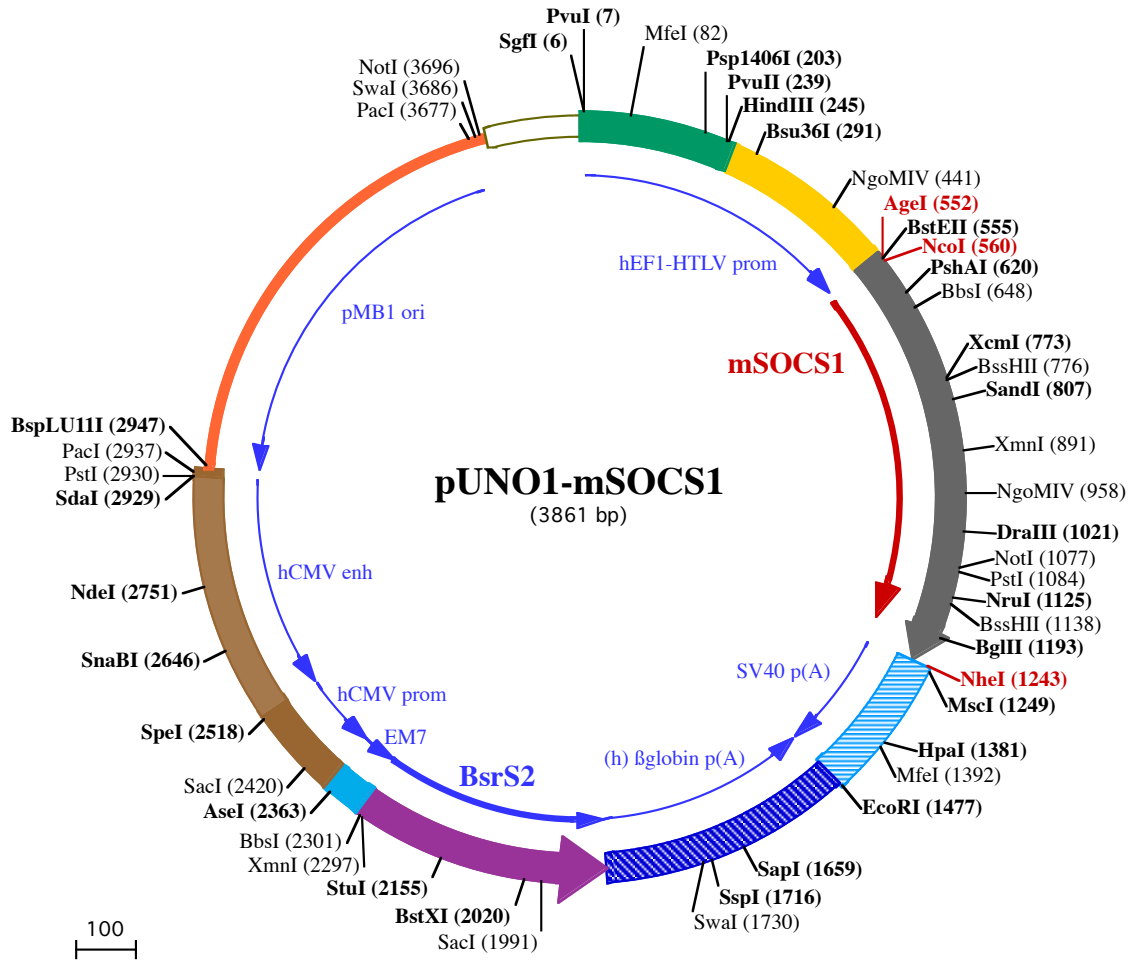 PvuI (7)
SgfI (6)
MfeI (82)
Psp1406I (203)
PvuII (239)
HindIII (245)
Bsu36I (291)
NgoMIV (441)
AgeI (552)
BstEII (555)
NcoI (560)
PshAI (620)
BbsI (648)
XcmI (773)
BssHII (776)
SandI (807)
XmnI (891)
NgoMIV (958)
DraIII (1021)
NotI (1077)
PstI (1084)
NruI (1125)
BssHII (1138)
BglII (1193)
NheI (1243)
MscI (1249)
HpaI (1381)
MfeI (1392)
EcoRI (1477)
SapI (1659)
SspI (1716)
SwaI (1730)
SacI (1991)
BstXI (2020)
StuI (2155)
XmnI (2297)
BbsI (2301)
AseI (2363)
SacI (2420)
SpeI (2518)
SnaBI (2646)
NdeI (2751)
SdaI (2929)
PstI (2930)
PacI (2937)
BspLU11I (2947)
PacI (3677)
SwaI (3686)
NotI (3696)
hEF1-HTLV prom
mSOCS1
SV40 p(A)
(h) ßglobin p(A)
BsrS2
EM7
hCMV prom
hCMV enh
pMB1 ori
pUNO1-mSOCS1
(3861 bp)
100